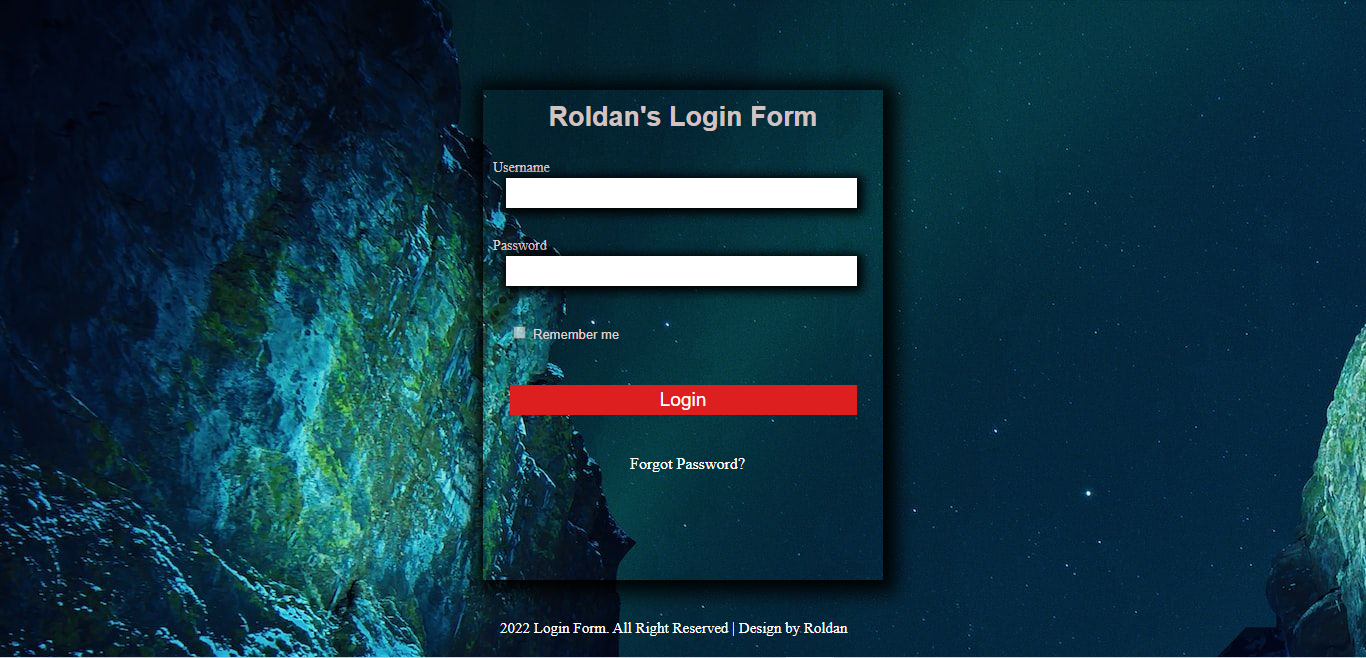 Roldan's Login Form
Username
Password
Remember me
Login
Forgot Password?
2022 Login Form. All Right Reserved | Design by Roldan